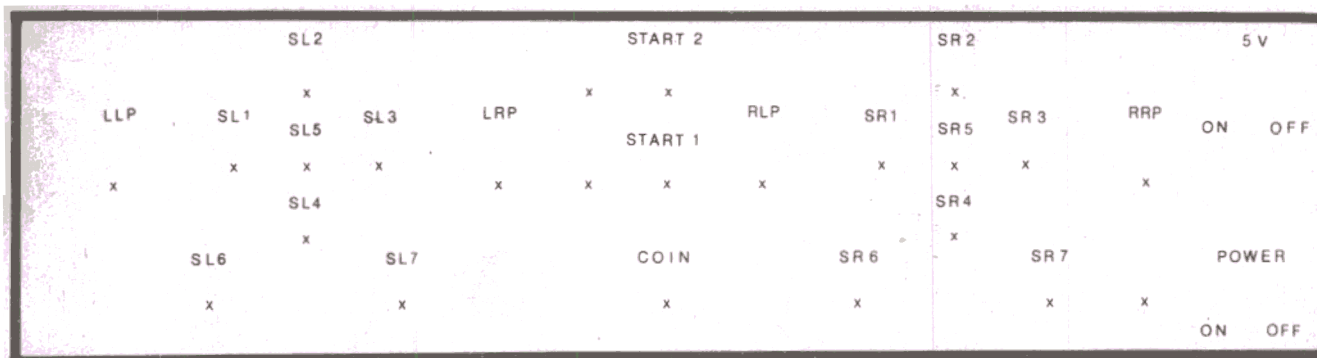 SL2 START 2 SR2 5 V
x x x x
LLP SL1 SL3 LRP RLP SR1 SR3 RRP
SL5 START 1 SR5 ON OFF
x x x x x x
x x x x x x
SL4 SR4
x x
SL6 SL7 COIN SR6 SR7 POWER
x x x x x x
ON OFF